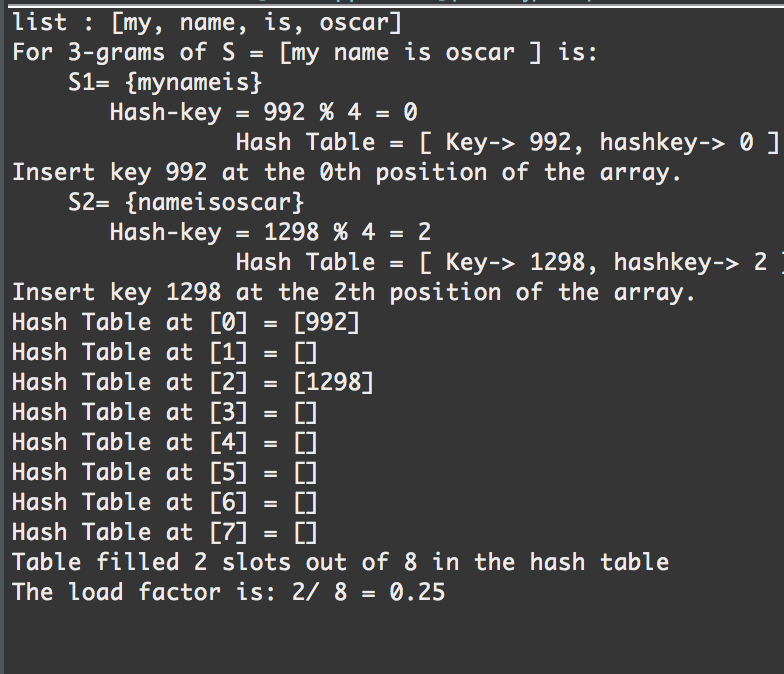 list : [my, name, is, oscar]
For 3-grams of S = [my name is oscar ] is:
S1= {mynameis}
Hash-key = 992 % 4 = 0
Hash Table = [ Key-> 992, hashkey-> 0 ]
Insert key 992 at the 0th position of the array.
S2= {nameisoscar}
Hash-key = 1298 % 4 = 2
Hash Table = [ Key-> 1298, hashkey-> 2 ]
Insert key 1298 at the 2th position of the array.
Hash Table at [0] = [992]
Hash Table at [1] = []
Hash Table at [2] = [1298]
Hash Table at [3] = []
Hash Table at [4] = []
Hash Table at [5] = []
Hash Table at [6] = []
Hash Table at [7] = []
Table filled 2 slots out of 8 in the hash table
The load factor is: 2/ 8 = 0.25